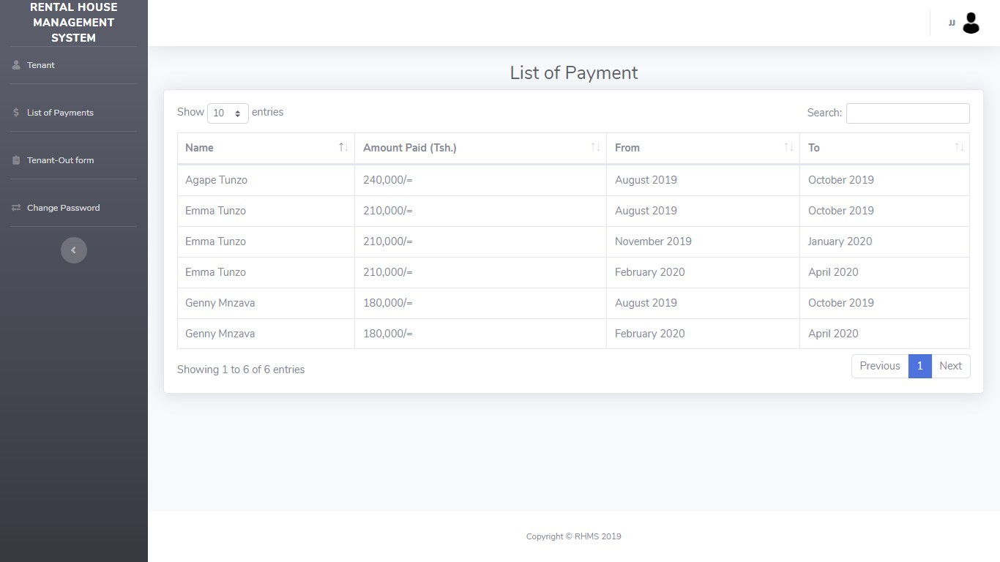 RENTAL HOUSE
MANAGEMENT
SYSTEM
JJ
Tenant
List of Payments
Tenant-Out form
Change Password
List of Payment
Show 10 entries Search:
Name Amount Paid (Tsh.) From To
Agape Tunzo 240,000/= August 2019 October 2019
Emma Tunzo 210,000/= August 2019 October 2019
Emma Tunzo 210,000/= November 2019 January 2020
Emma Tunzo 210,000/= February 2020 April 2020
Genny Mnzava 180,000/= August 2019 October 2019
Genny Mnzava 180,000/= February 2020 April 2020
Showing 1 to 6 of 6 entries Previous 1 Next
Copyright © RHMS 2019